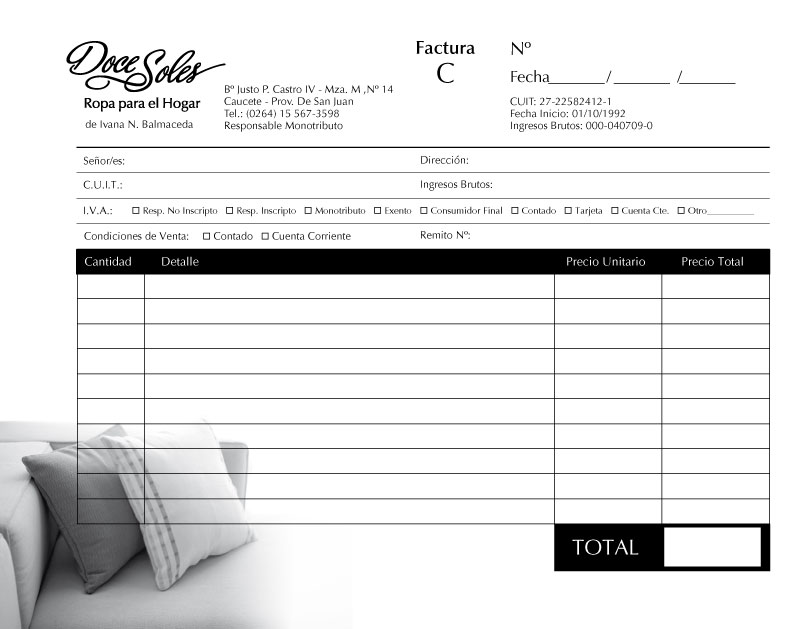 Doce Soles
Ropa para el Hogar
de Ivana N. Balmaceda
Bº Justo P. Castro IV - Mza. M ,Nº 14
Caucete - Prov. De San Juan
Tel.: (0264) 15 567-3598
Responsable Monotributo
Factura
C
Nº
Fecha_______/_______ /_______
CUIT: 27-22582412-1
Fecha Inicio: 01/10/1992
Ingresos Brutos: 000-040709-0
Señor/es: Dirección:
C.U.I.T.: Ingresos Brutos:
I.V.A.: Resp. No Inscripto Resp. Inscripto Monotributo Exento Consumidor Final Contado Tarjeta Cuenta Cte. Otro__________
Condiciones de Venta: Contado Cuenta Corriente Remito Nº:
Cantidad Detalle Precio Unitario Precio Total
TOTAL